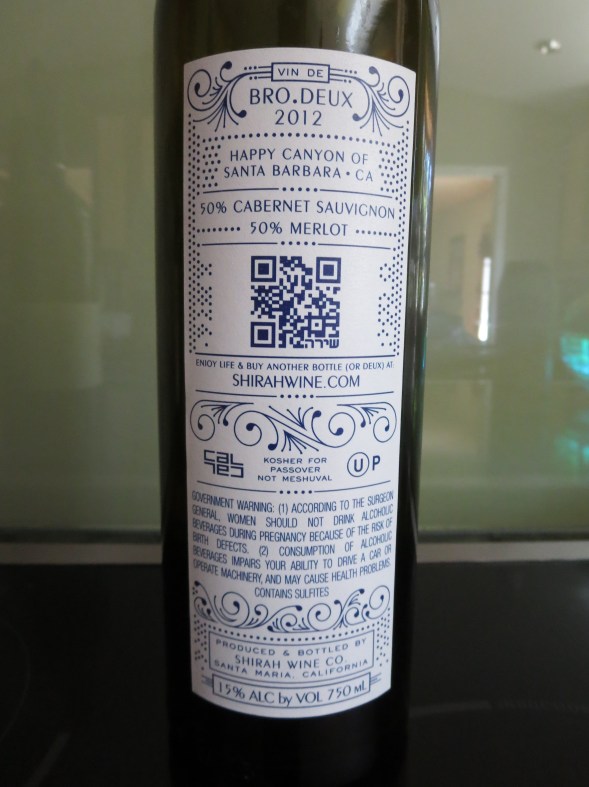 VIN DE
BRO.DEUX
2012
HAPPY CANYON OF
SANTA BARBARA • CA
50% CABERNET SAUVIGNON
50% MERLOT
שירה
ENJOY LIFE & BUY ANOTHER BOTTLE (OR DEUX) AT:
SHIRAHWINE.COM
KOSHER FOR
PASSOVER
NOT MESHUVAL
U P
GOVERNMENT WARNING: (1) ACCORDING TO THE SURGEON
GENERAL, WOMEN SHOULD NOT DRINK ALCOHOLIC
BEVERAGES DURING PREGNANCY BECAUSE OF THE RISK OF
BIRTH DEFECTS. (2) CONSUMPTION OF ALCOHOLIC
BEVERAGES IMPAIRS YOUR ABILITY TO DRIVE A CAR OR
OPERATE MACHINERY, AND MAY CAUSE HEALTH PROBLEMS.
CONTAINS SULFITES
PRODUCED & BOTTLED BY
SHIRAH WINE CO
SANTA MARIA, CALIFORNIA
15% ALC by VOL 750 mL